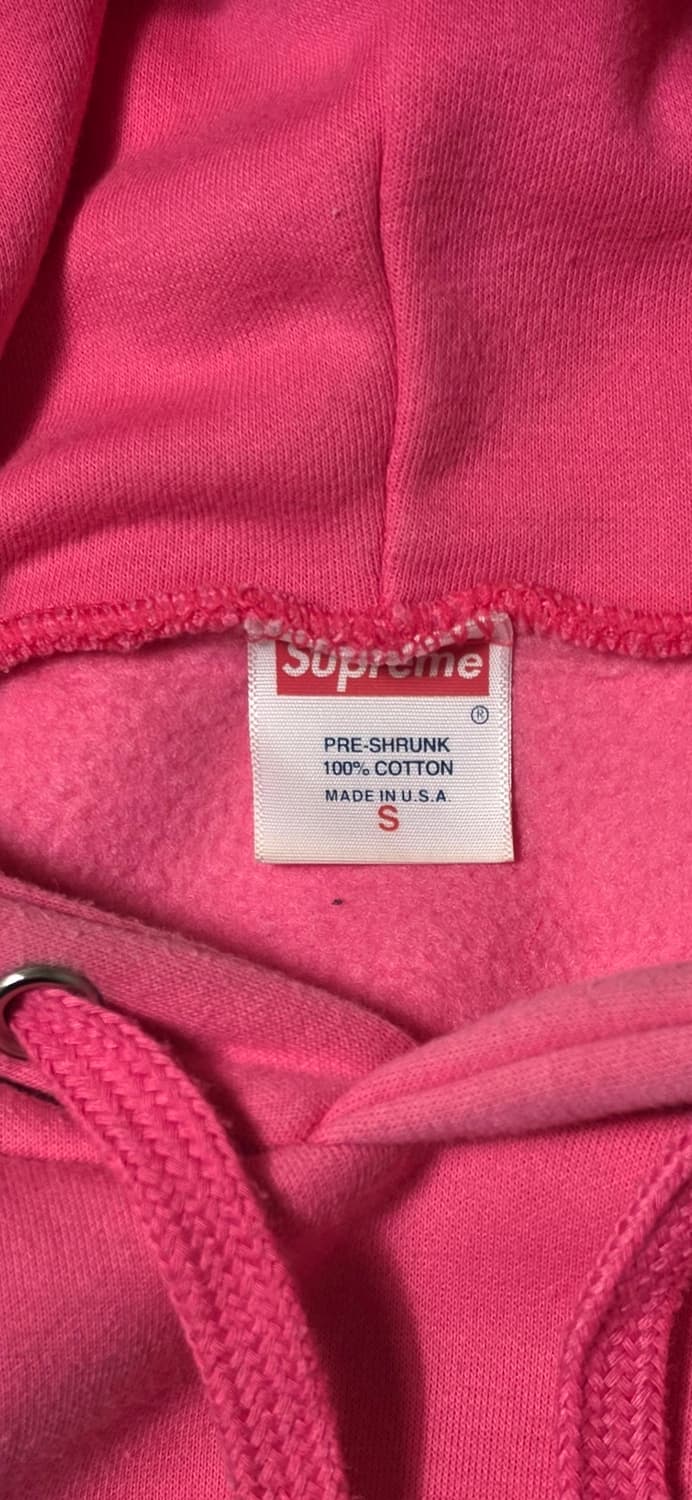 Supreme
®
PRE-SHRUNK
100% COTTON
MADE IN U.S.A.
S